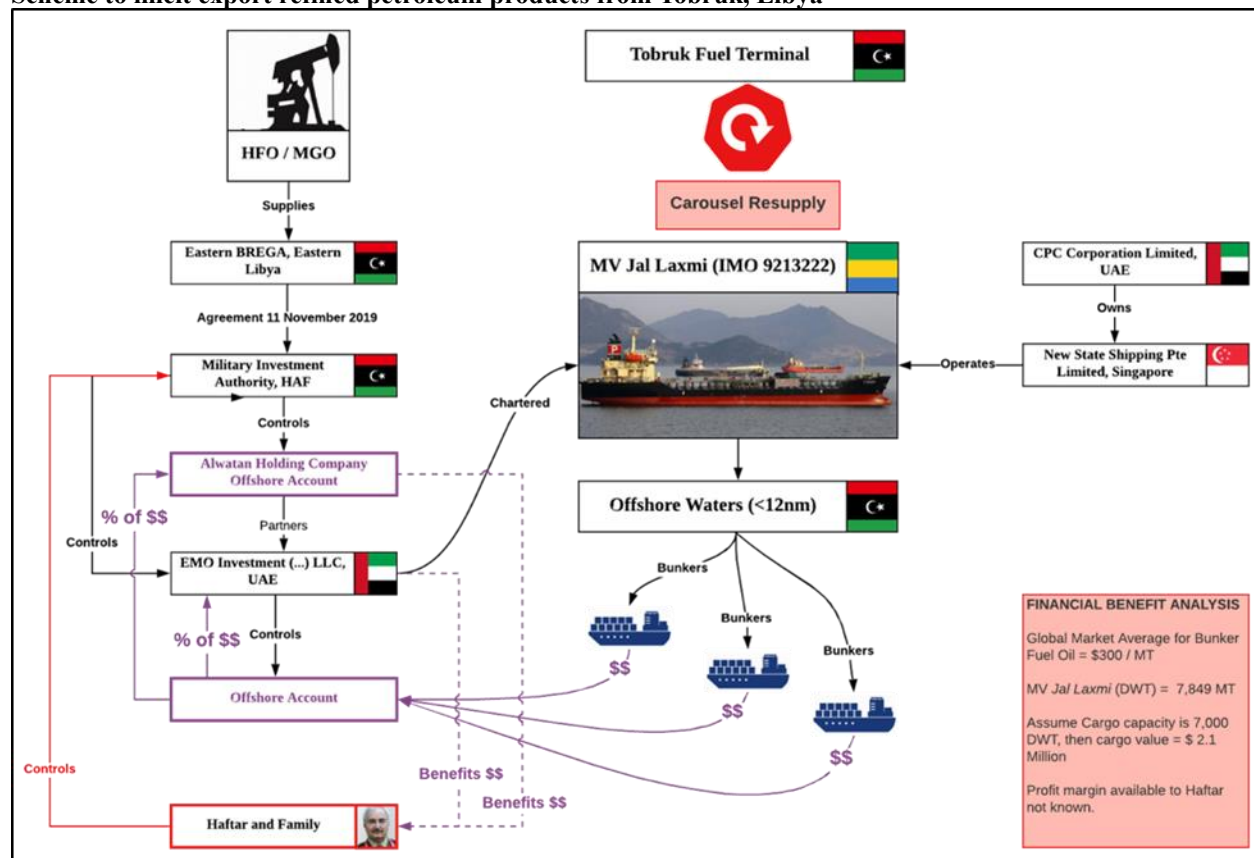 Scheme to illicit export refined petroleum products from Tobruk, Libya
HFO / MGO
Supplies
Eastern BREGA, Eastern
Libya
Agreement 11 November 2019
Military Investment
Authority, HAF
Controls
Alwatan Holding Company
Offshore Account
% of $$
Partners
Controls
EMO Investment (...) LLC,
UAE
% of $$
Controls
Offshore Account
Controls
Benefits $$
Benefits $$
Haftar and Family
Tobruk Fuel Terminal
Carousel Resupply
MV Jal Laxmi (IMO 9213222)
Chartered
Operates
CPC Corporation Limited,
UAE
Owns
New State Shipping Pte
Limited, Singapore
Offshore Waters (<12nm)
Bunkers
Bunkers
Bunkers
$$
$$
$$
FINANCIAL BENEFIT ANALYSIS
Global Market Average for Bunker
Fuel Oil = $300 / MT
MV Jal Laxmi (DWT) = 7,849 MT
Assume Cargo capacity is 7,000
DWT, then cargo value = $ 2.1
Million
Profit margin available to Haftar
not known.